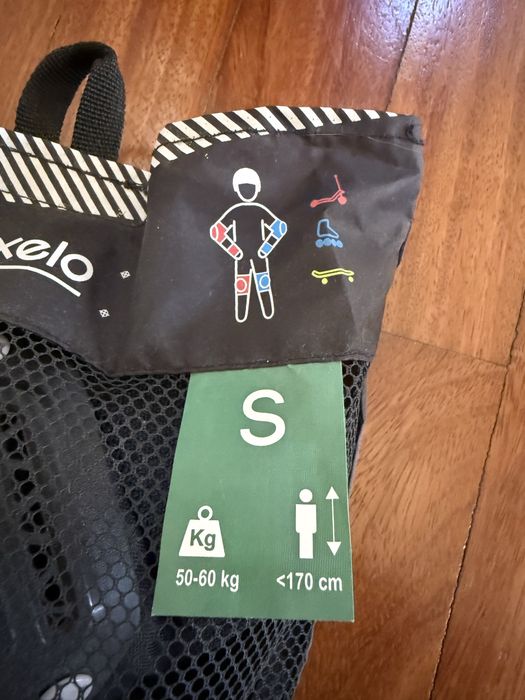 xelo
S
Kg
50-60 kg
<170 cm